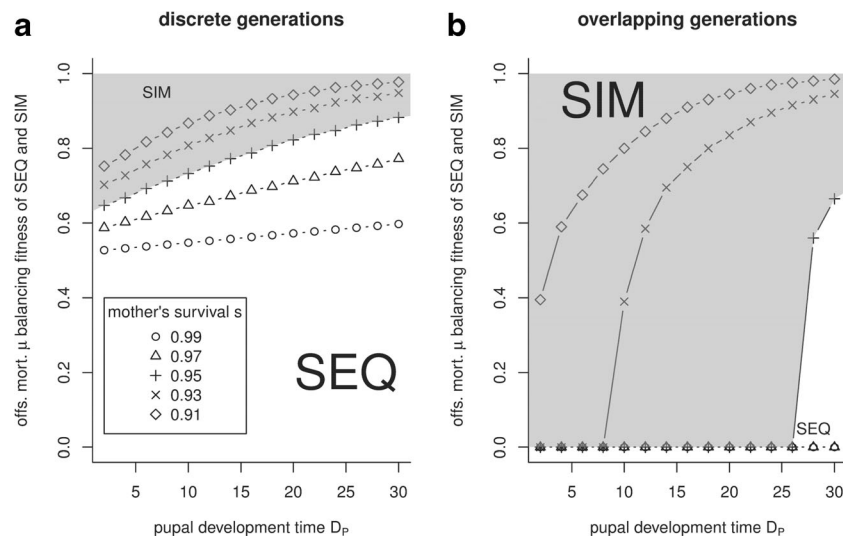 a
discrete generations
offs. mort. μ balancing fitness of SEQ and SIM
1.0
0.8
0.6
0.4
0.2
0.0
SIM
mother's survival s
0.99
0.97
0.95
0.93
0.91
SEQ
5 10 15 20 25 30
pupal development time D_P
b
overlapping generations
offs. mort. μ balancing fitness of SEQ and SIM
1.0
0.8
0.6
0.4
0.2
0.0
SIM
SEQ
5 10 15 20 25 30
pupal development time D_P